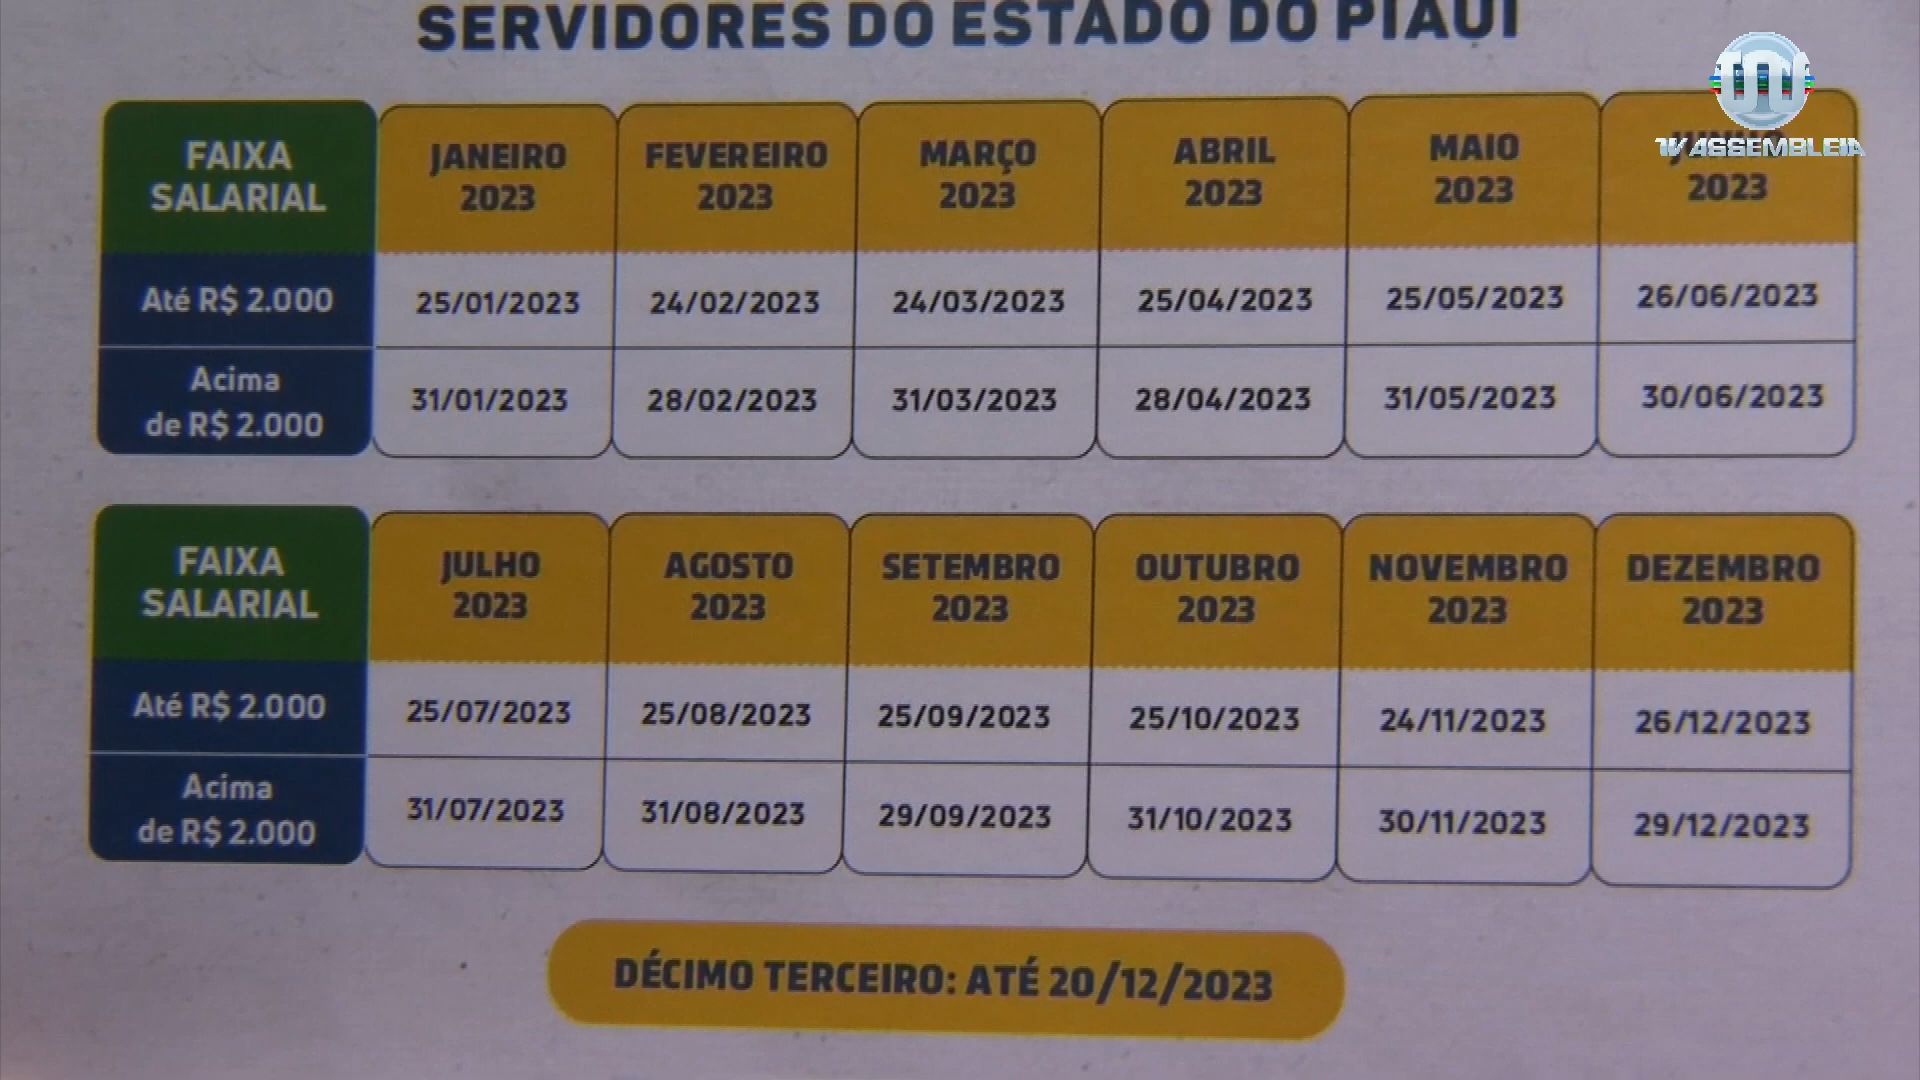 SERVIDORES DO ESTADO DO PIAUÍ
TV ASSEMBLEIA
FAIXA SALARIAL
JANEIRO 2023
FEVEREIRO 2023
MARÇO 2023
ABRIL 2023
MAIO 2023
JUNHO 2023
Até R$ 2.000
25/01/2023
24/02/2023
24/03/2023
25/04/2023
25/05/2023
26/06/2023
Acima de R$ 2.000
31/01/2023
28/02/2023
31/03/2023
28/04/2023
31/05/2023
30/06/2023
FAIXA SALARIAL
JULHO 2023
AGOSTO 2023
SETEMBRO 2023
OUTUBRO 2023
NOVEMBRO 2023
DEZEMBRO 2023
Até R$ 2.000
25/07/2023
25/08/2023
25/09/2023
25/10/2023
24/11/2023
26/12/2023
Acima de R$ 2.000
31/07/2023
31/08/2023
29/09/2023
31/10/2023
30/11/2023
29/12/2023
DÉCIMO TERCEIRO: ATÉ 20/12/2023